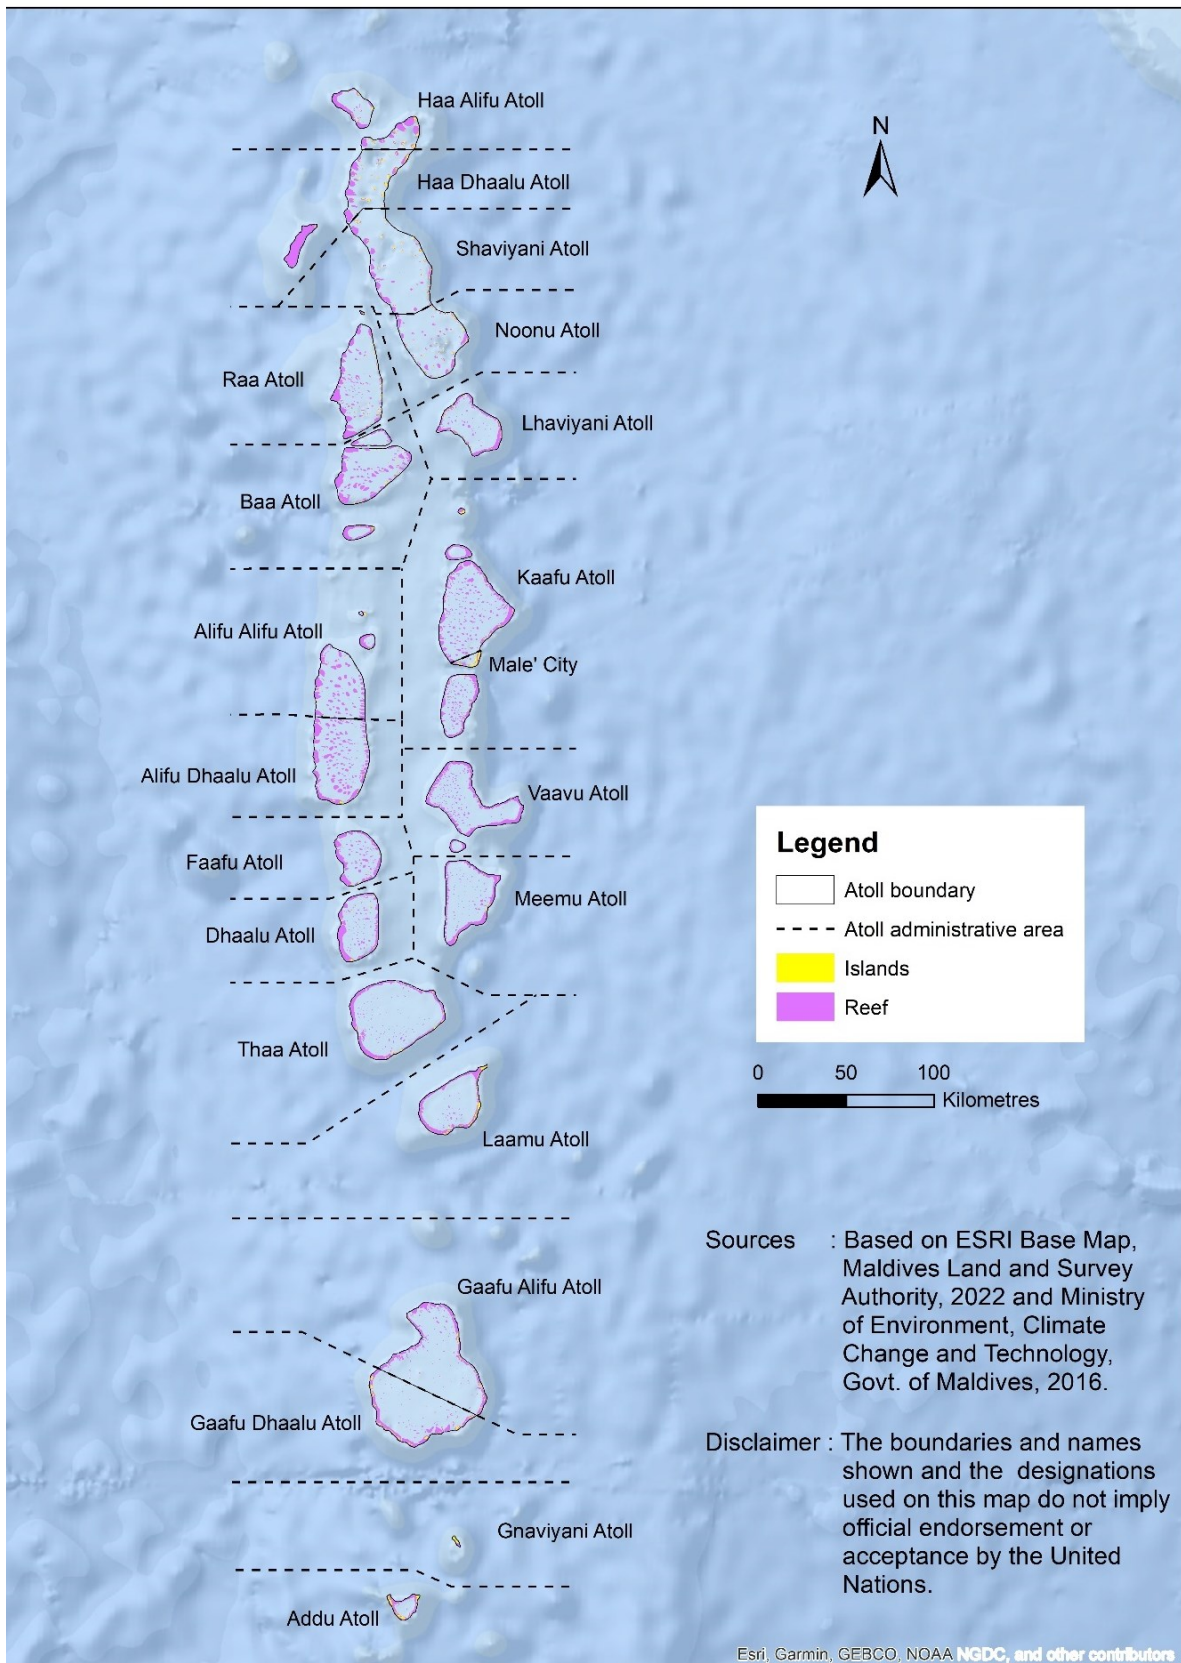 Haa Alifu Atoll
N
Haa Dhaalu Atoll
Shaviyani Atoll
Noonu Atoll
Raa Atoll
Lhaviyani Atoll
Baa Atoll
Kaafu Atoll
Alifu Alifu Atoll
Male' City
Alifu Dhaalu Atoll
Vaavu Atoll
Faafu Atoll
Meemu Atoll
Dhaalu Atoll
Thaa Atoll
Laamu Atoll
Gaafu Alifu Atoll
Gaafu Dhaalu Atoll
Gnaviyani Atoll
Addu Atoll
Legend
Atoll boundary
Atoll administrative area
Islands
Reef
0 50 100
Kilometres
Sources : Based on ESRI Base Map,
Maldives Land and Survey
Authority, 2022 and Ministry
of Environment, Climate
Change and Technology,
Govt. of Maldives, 2016.
Disclaimer : The boundaries and names
shown and the designations
used on this map do not imply
official endorsement or
acceptance by the United
Nations.
Esri, Garmin, GEBCO, NOAA NGDC, and other contributors